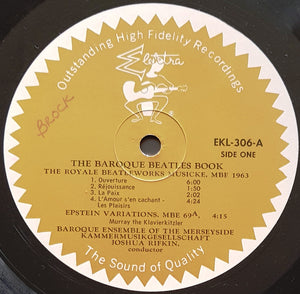 Outstanding High Fidelity Recordings
Elektra
BROCK
EKL-306-A
SIDE ONE
THE BAROQUE BEATLES BOOK
THE ROYALE BEATLEWORKS MUSICKE, MBE 1963
1. Ouverture 6:00
2. Réjouissance 1:50
3. La Paix 2:02
4. L'Amour s'en cachant - 4:24
Les Plaisirs
EPSTEIN VARIATIONS, MBE 69A, 4:15
Murray the Klavierkitzler
BAROQUE ENSEMBLE OF THE MERSEYSIDE
KAMMERMUSIKGESELLSCHAFT
JOSHUA RIFKIN,
conductor
The Sound of Quality